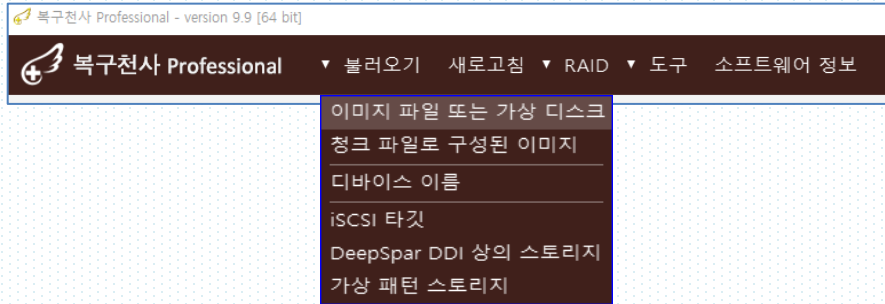 복구천사 Professional - version 9.9 [64 bit]
복구천사 Professional ▼ 불러오기 새로고침 ▼ RAID ▼ 도구 소프트웨어 정보
이미지 파일 또는 가상 디스크
청크 파일로 구성된 이미지
디바이스 이름
iSCSI 타깃
DeepSpar DDI 상의 스토리지
가상 패턴 스토리지